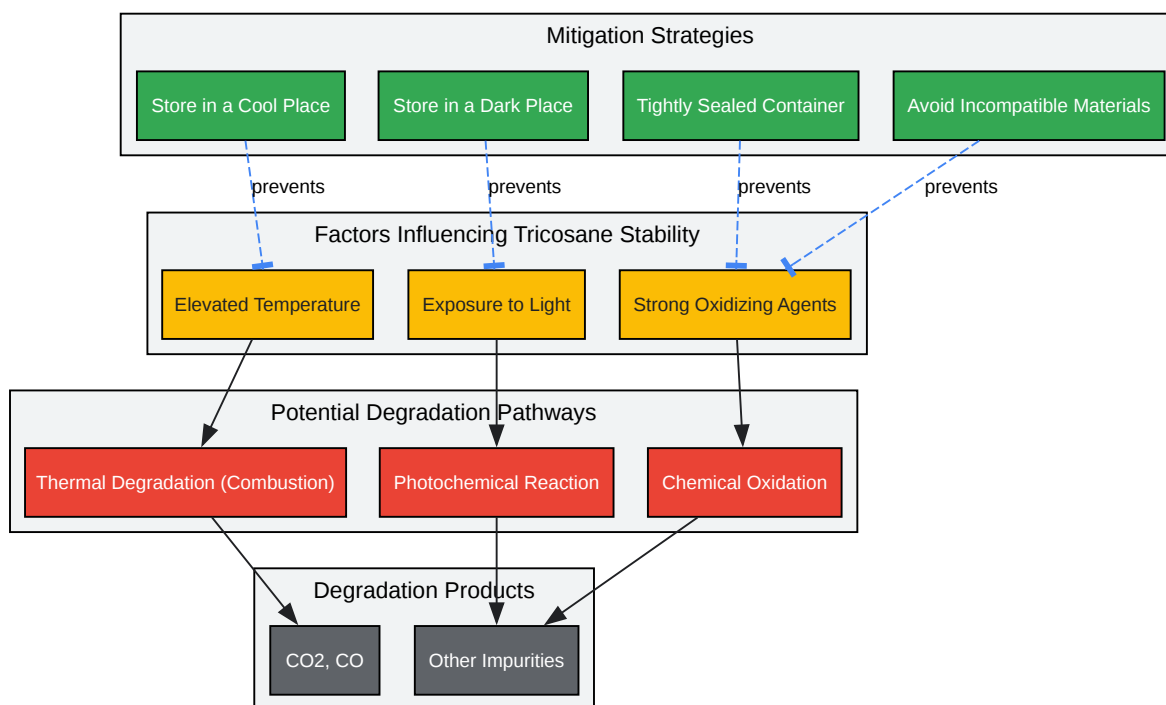 Mitigation Strategies
Store in a Cool Place
Store in a Dark Place
Tightly Sealed Container
Avoid Incompatible Materials
prevents
prevents
prevents
prevents
Factors Influencing Tricosane Stability
Elevated Temperature
Exposure to Light
Strong Oxidizing Agents
Potential Degradation Pathways
Thermal Degradation (Combustion)
Photochemical Reaction
Chemical Oxidation
Degradation Products
CO2, CO
Other Impurities